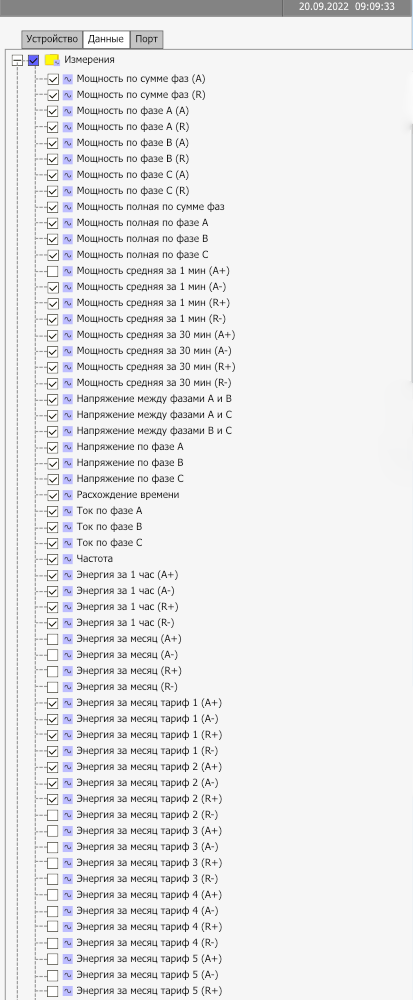 20.09.2022 09:09:33
Устройство Данные Порт
Измерения
Мощность по сумме фаз (A)
Мощность по сумме фаз (R)
Мощность по фазе A (A)
Мощность по фазе A (R)
Мощность по фазе B (A)
Мощность по фазе B (R)
Мощность по фазе C (A)
Мощность по фазе C (R)
Мощность полная по сумме фаз
Мощность полная по фазе A
Мощность полная по фазе B
Мощность полная по фазе C
Мощность средняя за 1 мин (A+)
Мощность средняя за 1 мин (A-)
Мощность средняя за 1 мин (R+)
Мощность средняя за 1 мин (R-)
Мощность средняя за 30 мин (A+)
Мощность средняя за 30 мин (A-)
Мощность средняя за 30 мин (R+)
Мощность средняя за 30 мин (R-)
Напряжение между фазами A и B
Напряжение между фазами A и C
Напряжение между фазами B и C
Напряжение по фазе A
Напряжение по фазе B
Напряжение по фазе C
Расхождение времени
Ток по фазе A
Ток по фазе B
Ток по фазе C
Частота
Энергия за 1 час (A+)
Энергия за 1 час (A-)
Энергия за 1 час (R+)
Энергия за 1 час (R-)
Энергия за месяц (A+)
Энергия за месяц (A-)
Энергия за месяц (R+)
Энергия за месяц (R-)
Энергия за месяц тариф 1 (A+)
Энергия за месяц тариф 1 (A-)
Энергия за месяц тариф 1 (R+)
Энергия за месяц тариф 1 (R-)
Энергия за месяц тариф 2 (A+)
Энергия за месяц тариф 2 (A-)
Энергия за месяц тариф 2 (R+)
Энергия за месяц тариф 2 (R-)
Энергия за месяц тариф 3 (A+)
Энергия за месяц тариф 3 (A-)
Энергия за месяц тариф 3 (R+)
Энергия за месяц тариф 3 (R-)
Энергия за месяц тариф 4 (A+)
Энергия за месяц тариф 4 (A-)
Энергия за месяц тариф 4 (R+)
Энергия за месяц тариф 4 (R-)
Энергия за месяц тариф 5 (A+)
Энергия за месяц тариф 5 (A-)
Энергия за месяц тариф 5 (R+)